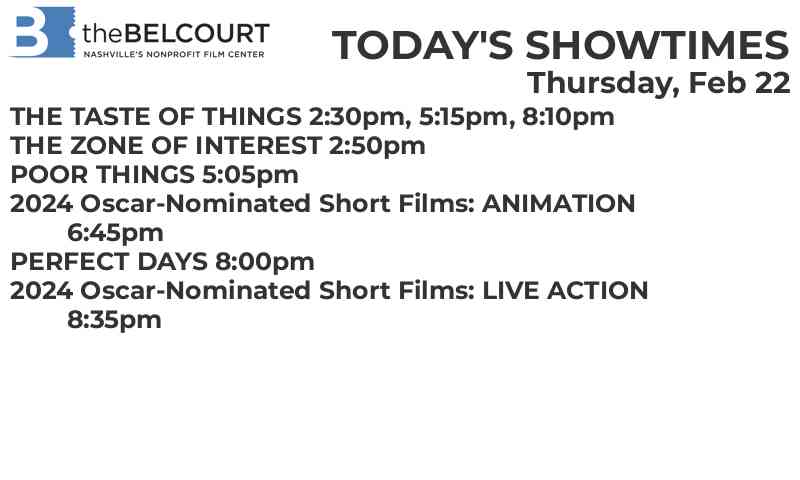 B theBELCOURT
NASHVILLE'S NONPROFIT FILM CENTER
TODAY'S SHOWTIMES
Thursday, Feb 22
THE TASTE OF THINGS 2:30pm, 5:15pm, 8:10pm
THE ZONE OF INTEREST 2:50pm
POOR THINGS 5:05pm
2024 Oscar-Nominated Short Films: ANIMATION
6:45pm
PERFECT DAYS 8:00pm
2024 Oscar-Nominated Short Films: LIVE ACTION
8:35pm